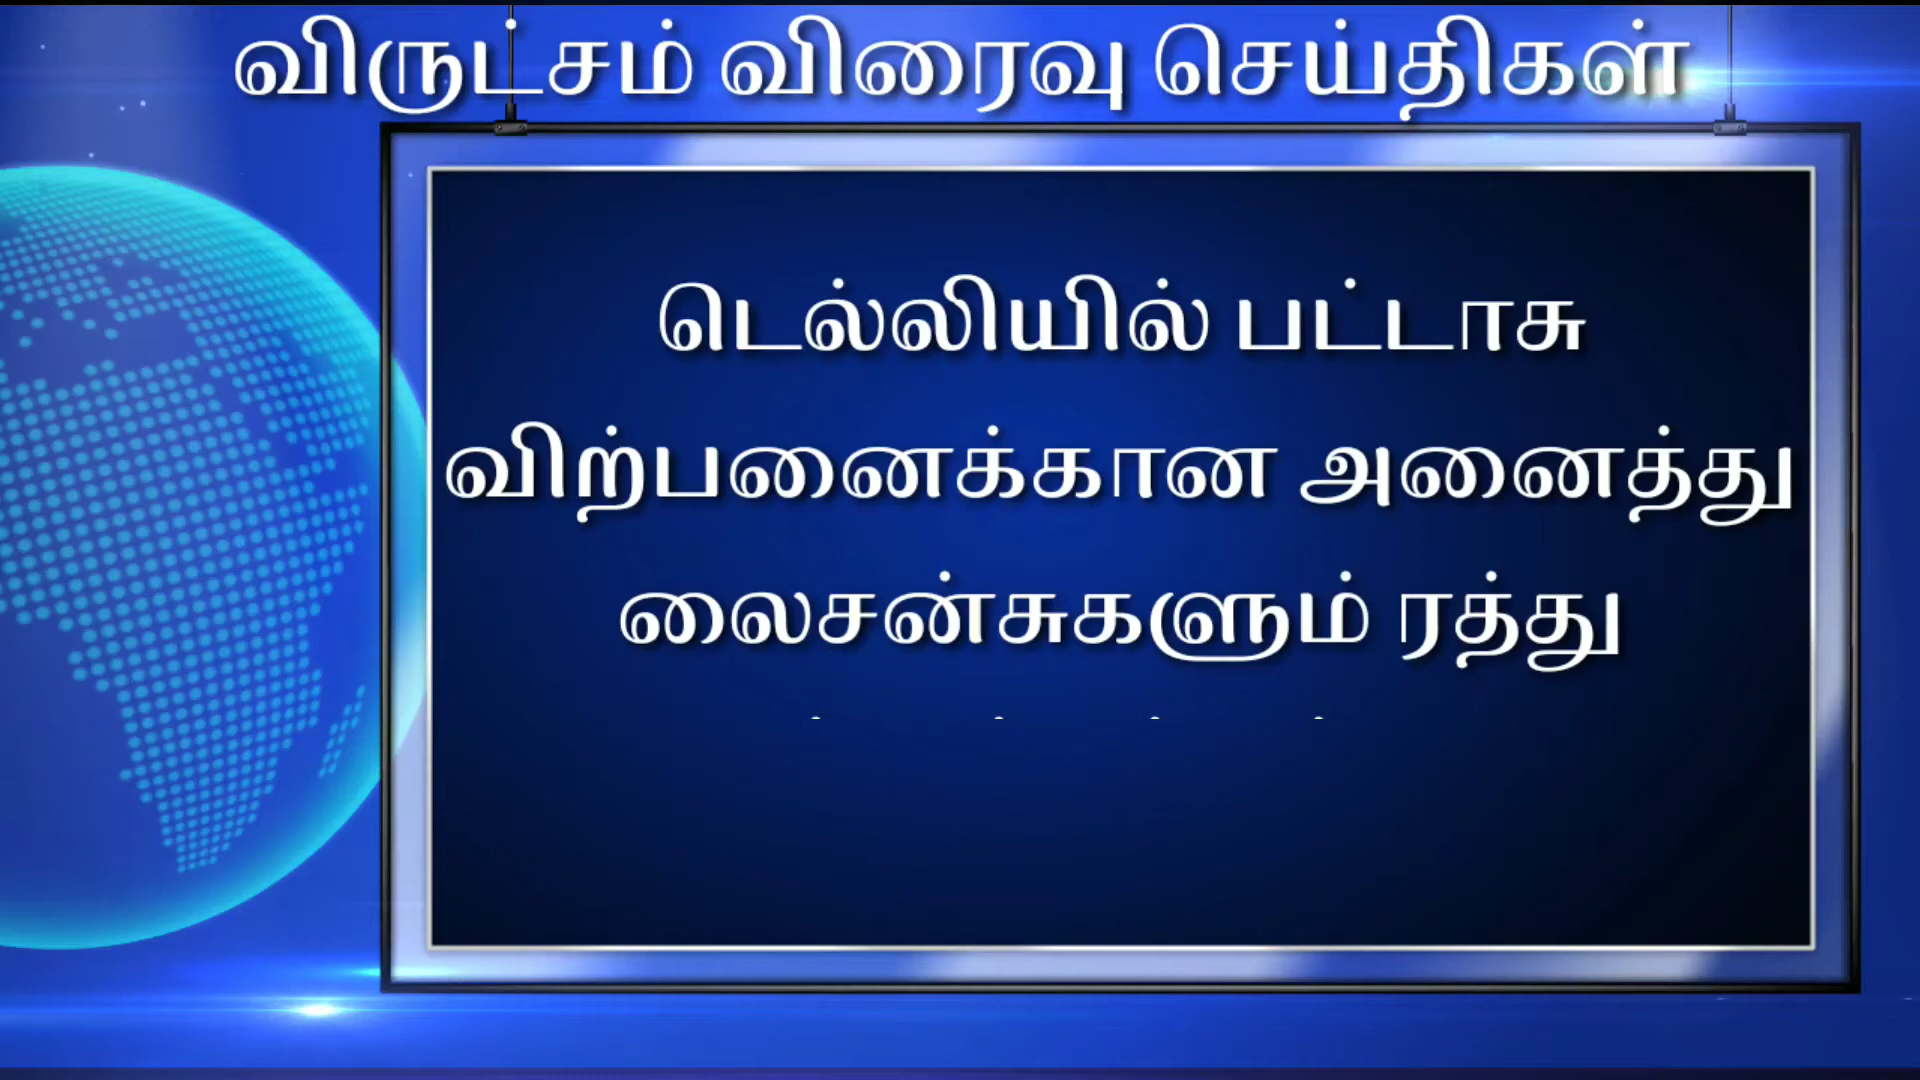 விருட்சம் விரைவு செய்திகள்
டெல்லியில் பட்டாசு
விற்பனைக்கான அனைத்து
லைசன்சுகளும் ரத்து